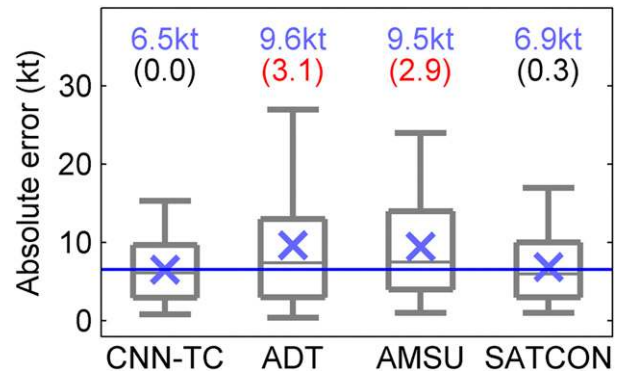 6.5kt 9.6kt 9.5kt 6.9kt
(0.0) (3.1) (2.9) (0.3)
Absolute error (kt)
30
20
10
0
CNN-TC ADT AMSU SATCON